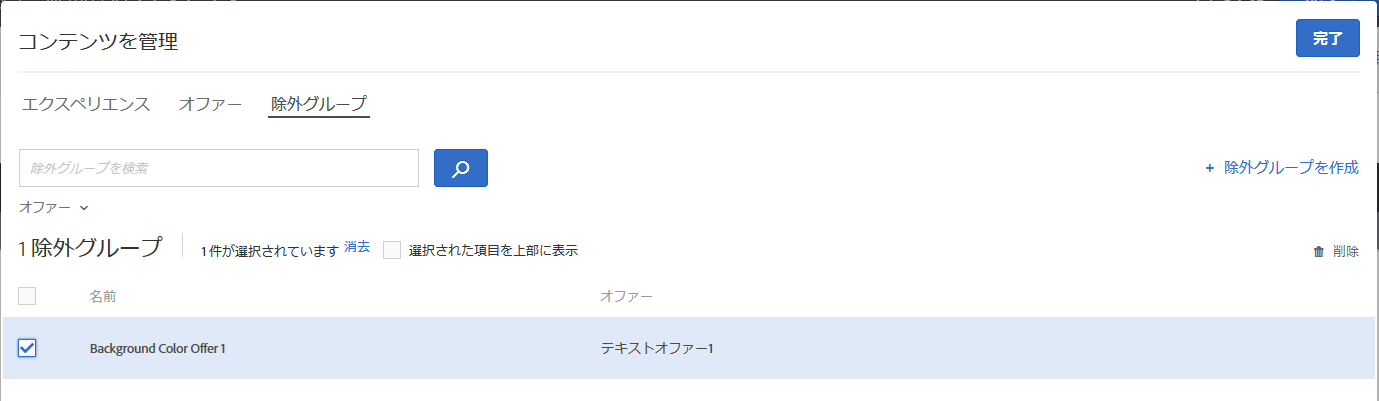 コンテンツを管理
完了
エクスペリエンス オファー 除外グループ
除外グループを検索
+ 除外グループを作成
オファー
1 除外グループ 1件が選択されています 消去 選択された項目を上部に表示 削除
名前 オファー
Background Color Offer 1 テキストオファー1